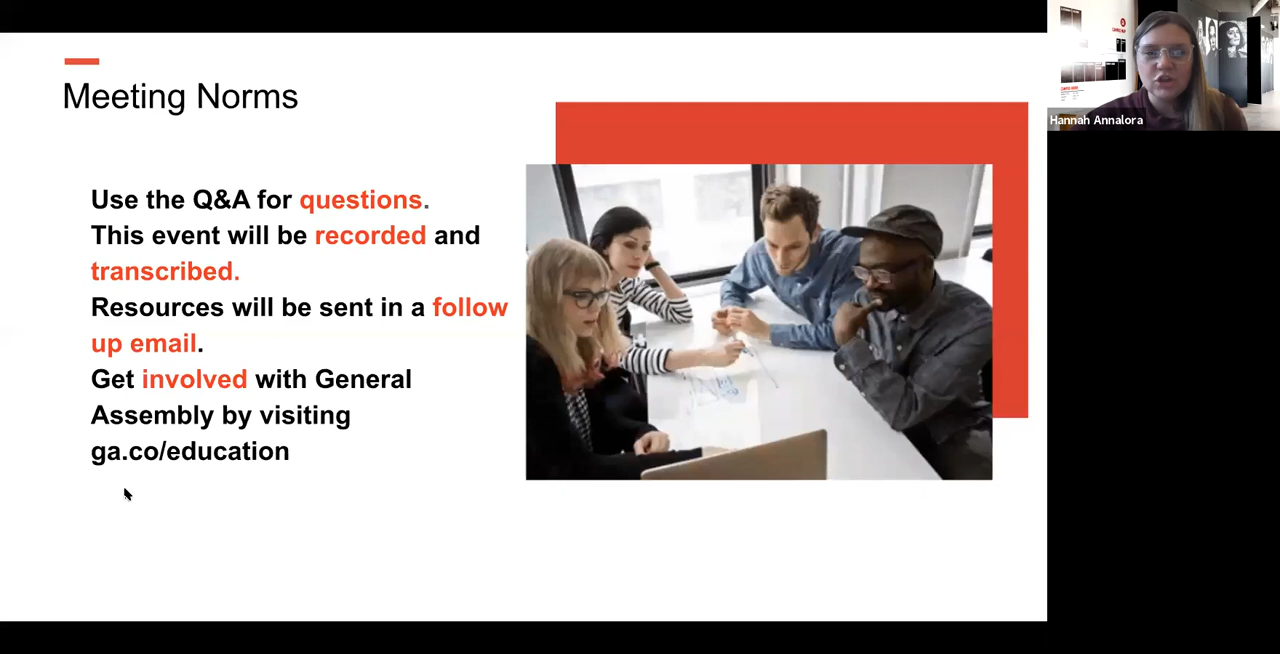 Meeting Norms
Use the Q&A for questions.
This event will be recorded and
transcribed.
Resources will be sent in a follow
up email.
Get involved with General
Assembly by visiting
ga.co/education
Hannah Annalora